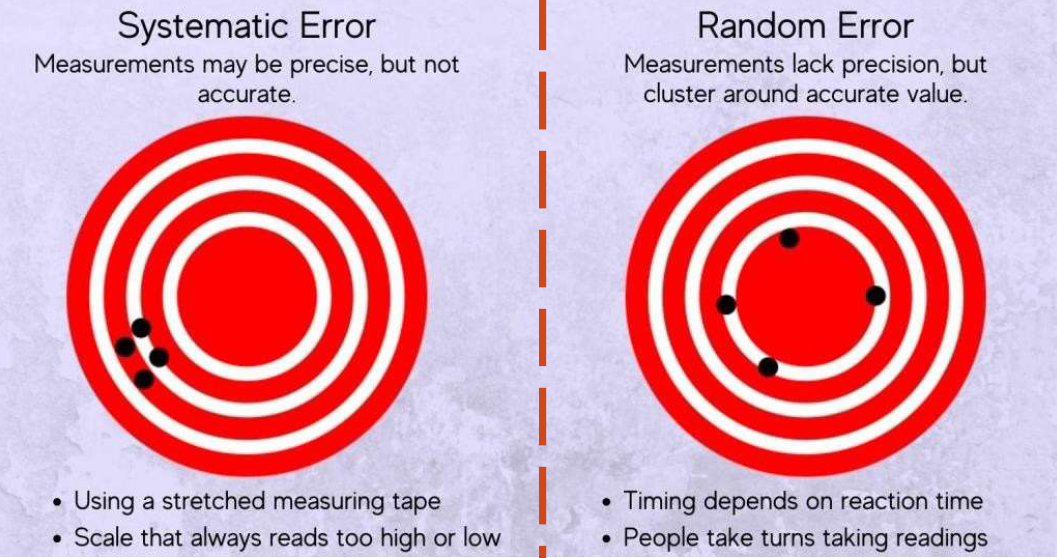 Systematic Error
Measurements may be precise, but not
accurate.
• Using a stretched measuring tape
• Scale that always reads too high or low
Random Error
Measurements lack precision, but
cluster around accurate value.
• Timing depends on reaction time
• People take turns taking readings